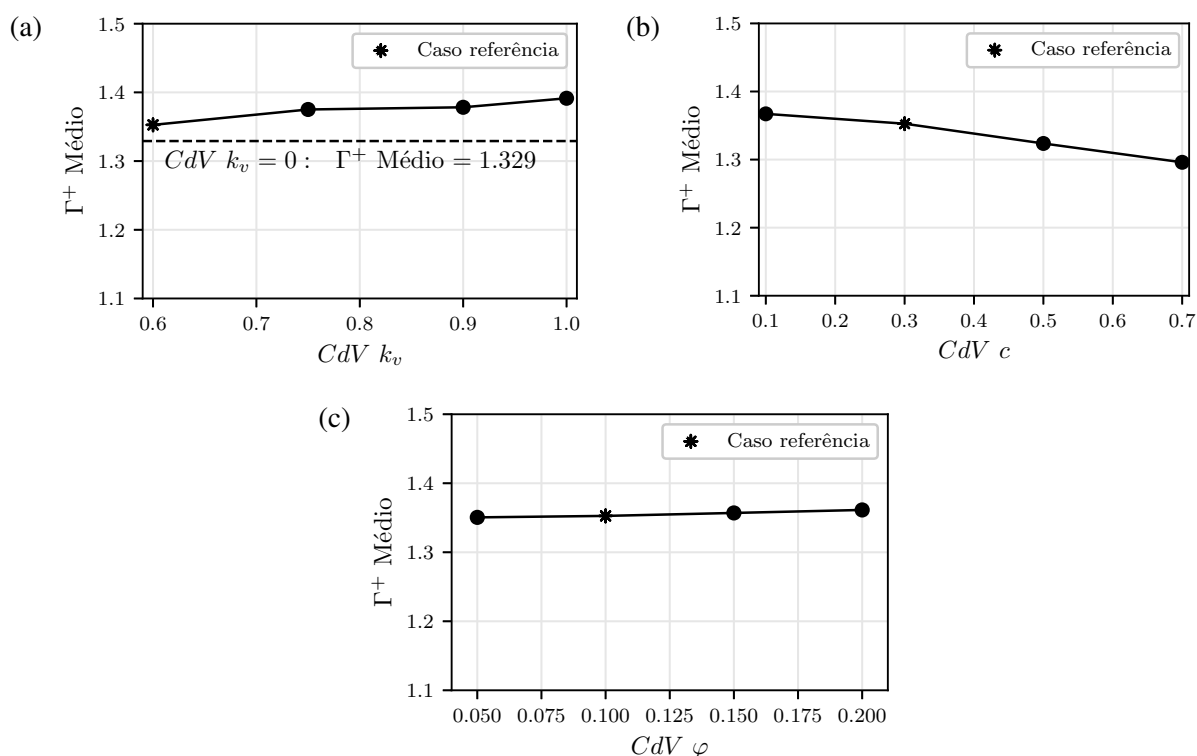 (a)
1.5
1.4
1.3
1.2
1.1
Γ⁺ Médio
Caso referência
CdV k_v = 0 : Γ⁺ Médio = 1.329
0.6 0.7 0.8 0.9 1.0
CdV k_v
(b)
1.5
1.4
1.3
1.2
1.1
Γ⁺ Médio
Caso referência
0.1 0.2 0.3 0.4 0.5 0.6 0.7
CdV c
(c)
1.5
1.4
1.3
1.2
1.1
Γ⁺ Médio
Caso referência
0.050 0.075 0.100 0.125 0.150 0.175 0.200
CdV φ